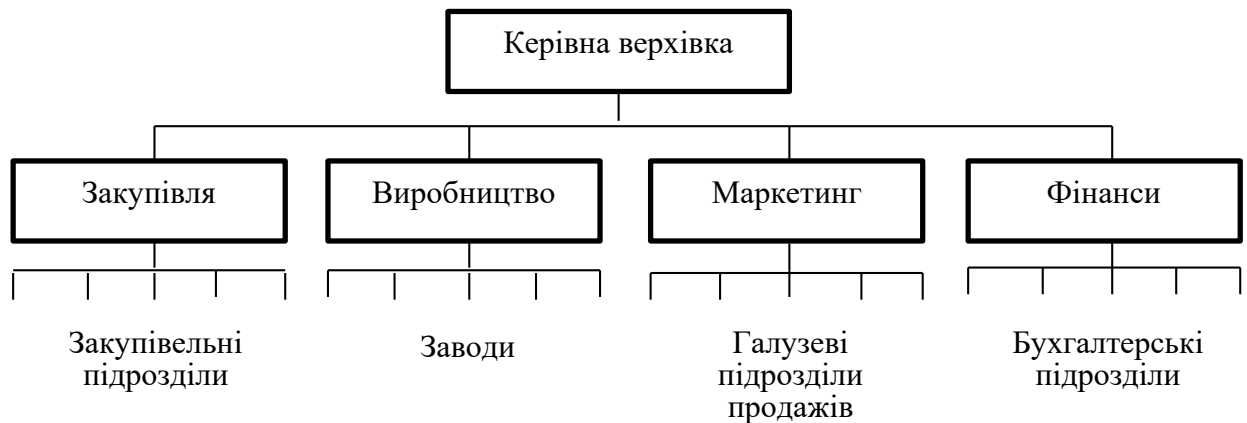 Керівна верхівка
Закупівля
Виробництво
Маркетинг
Фінанси
Закупівельні
підрозділи
Заводи
Галузеві
підрозділи
продажів
Бухгалтерські
підрозділи